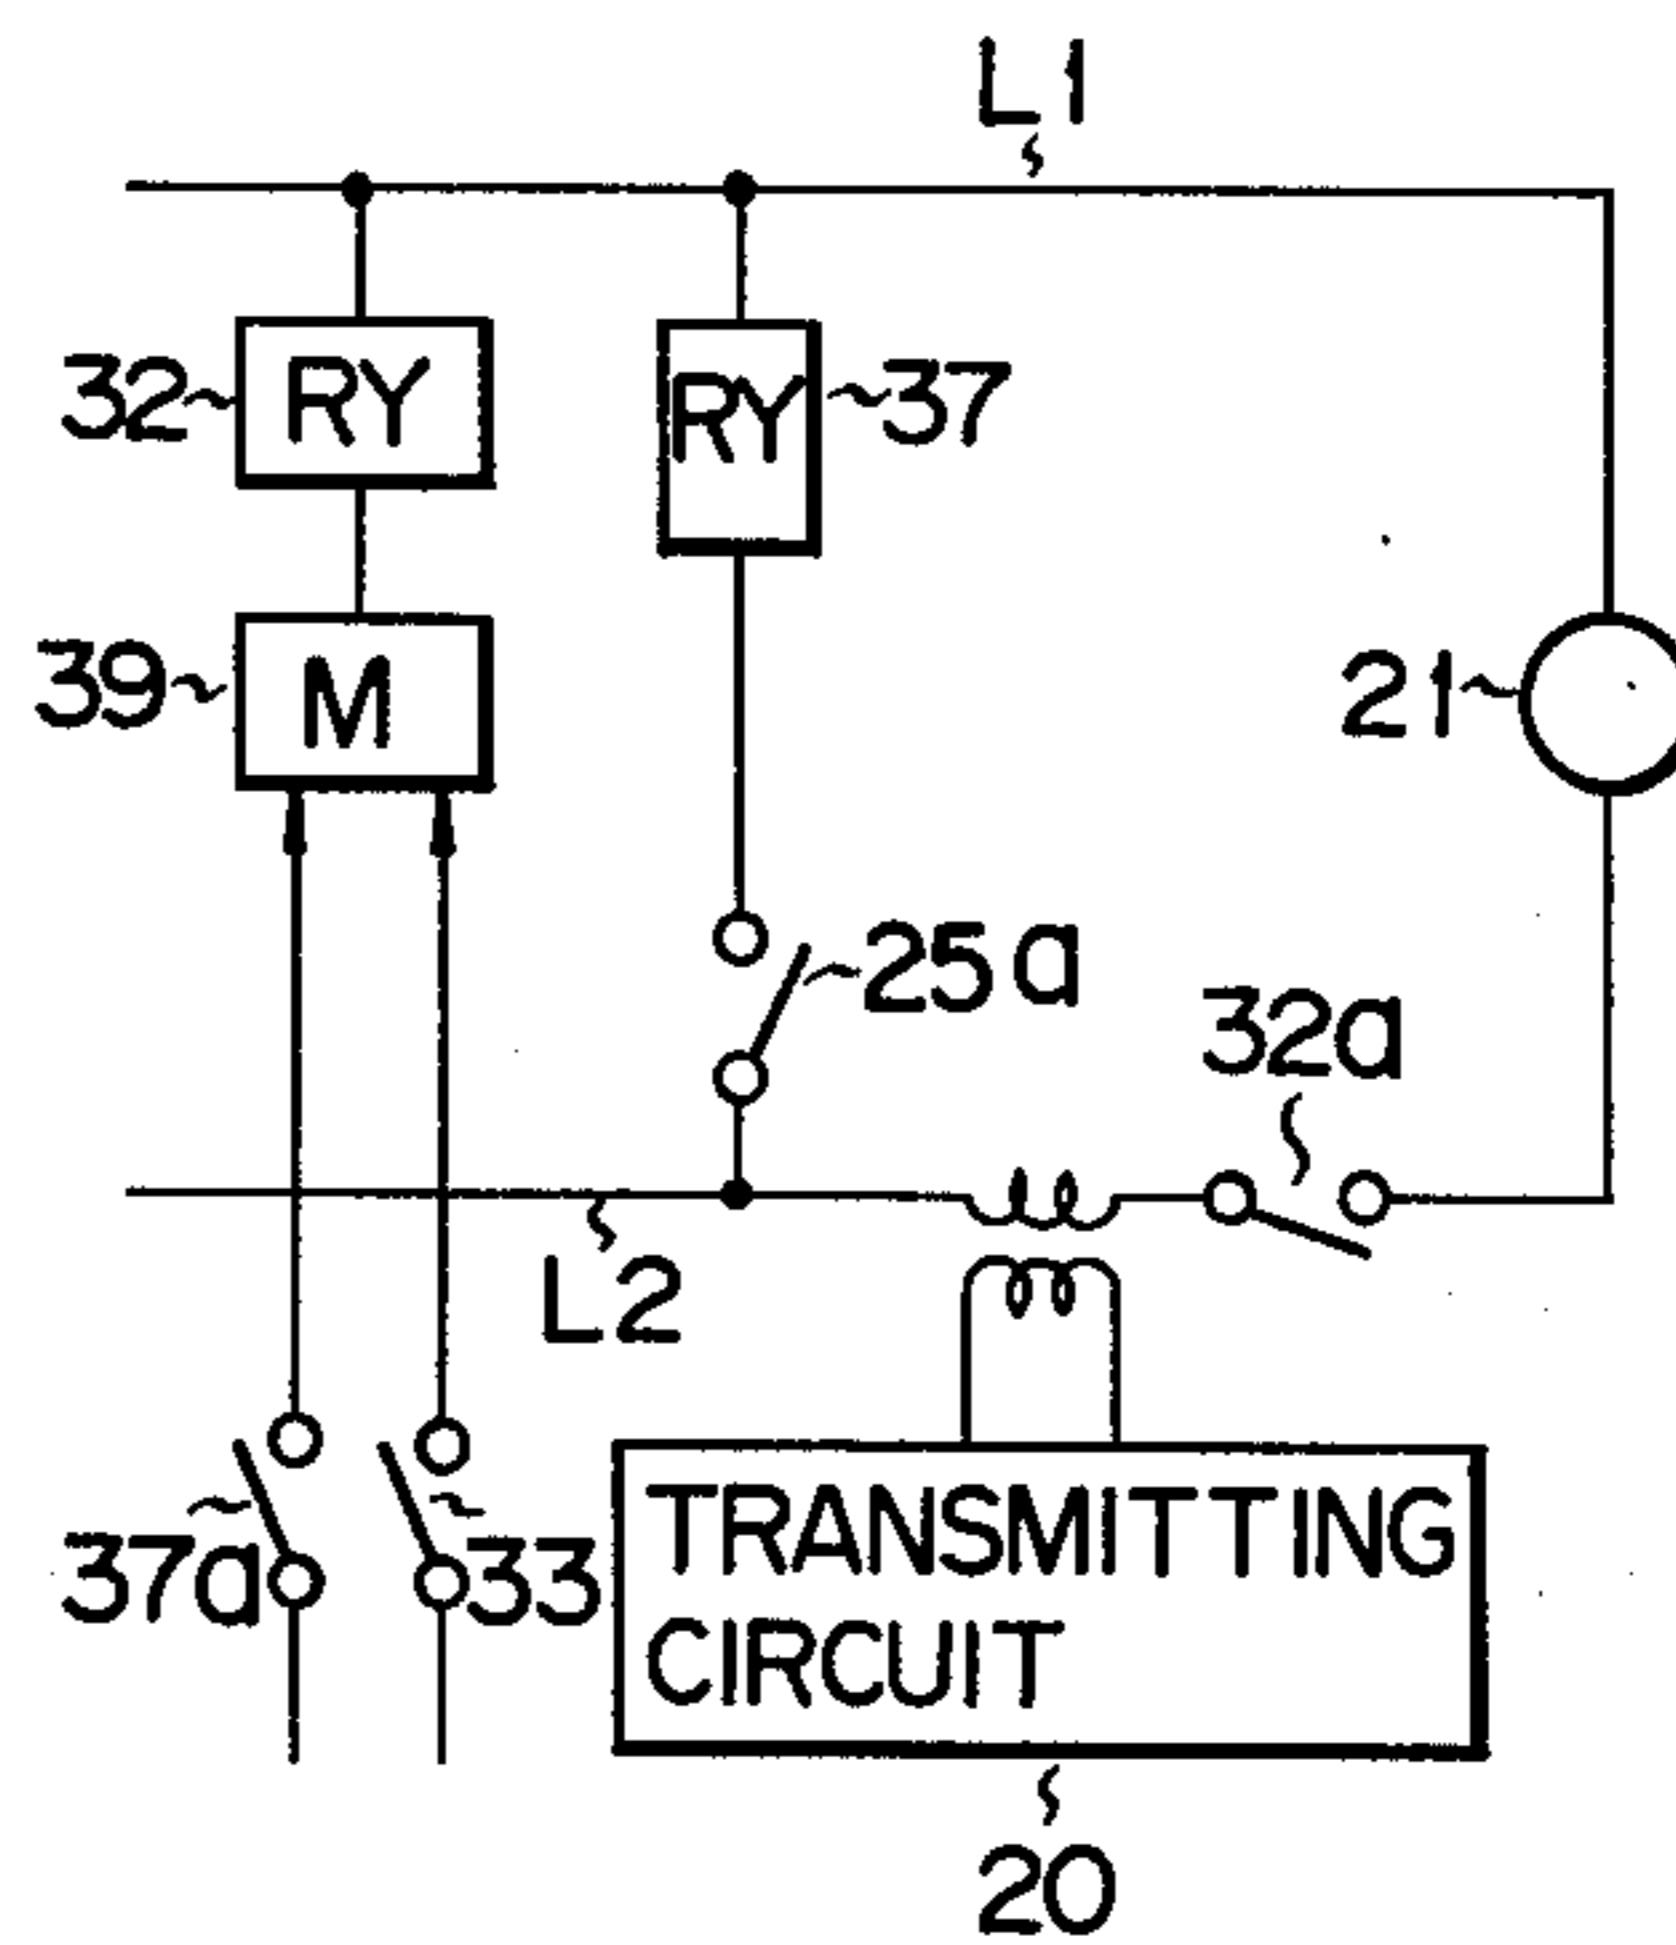 L1
32
RY
RY
37
39
M
21
25a
32a
L2
37a
33
TRANSMITTING
CIRCUIT
20